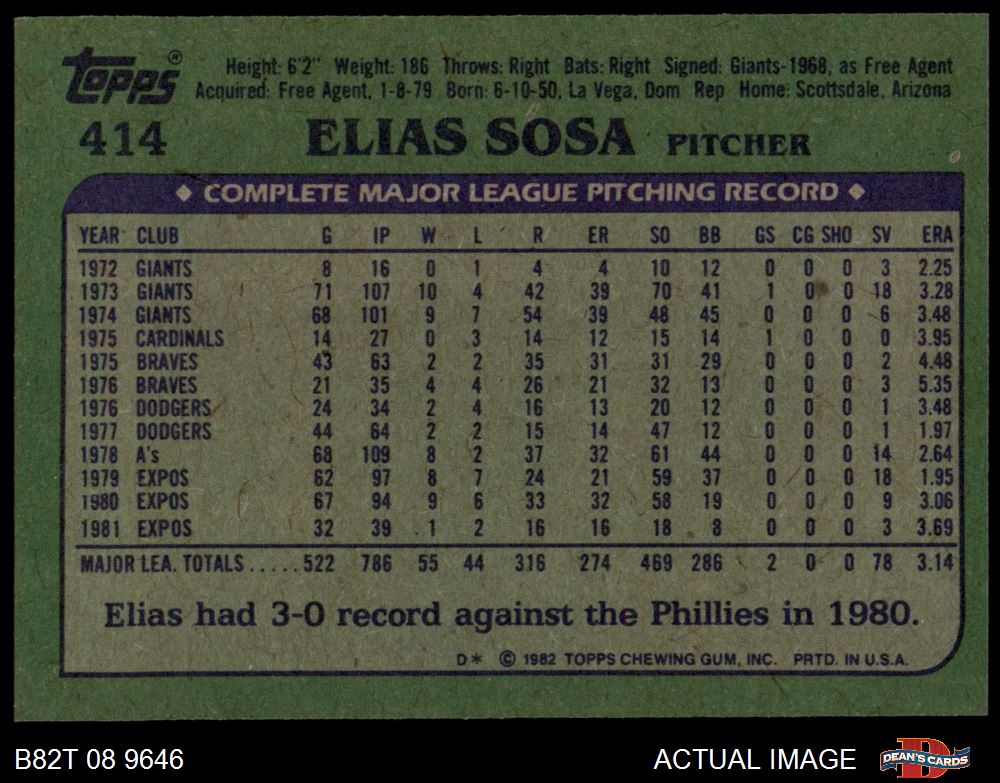 Topps® Height: 6'2" Weight: 186 Throws: Right Bats: Right Signed: Giants-1968, as Free Agent
Acquired: Free Agent, 1-8-79 Born: 6-10-50, La Vega, Dom Rep Home: Scottsdale, Arizona
414 ELIAS SOSA PITCHER
◆ COMPLETE MAJOR LEAGUE PITCHING RECORD ◆
YEAR CLUB G IP W L R ER SO BB GS CG SHO SV ERA
1972 GIANTS 8 16 0 1 4 4 10 12 0 0 0 3 2.25
1973 GIANTS 71 107 10 4 42 39 70 41 1 0 0 18 3.28
1974 GIANTS 68 101 9 7 54 39 48 45 0 0 0 6 3.48
1975 CARDINALS 14 27 0 3 14 12 15 14 1 0 0 0 3.95
1975 BRAVES 43 63 2 2 35 31 31 29 0 0 0 2 4.48
1976 BRAVES 21 35 4 4 26 21 32 13 0 0 0 3 5.35
1976 DODGERS 24 34 2 4 16 13 20 12 0 0 0 1 3.48
1977 DODGERS 44 64 2 2 15 14 47 12 0 0 0 1 1.97
1978 A's 68 109 8 2 37 32 61 44 0 0 0 14 2.64
1979 EXPOS 62 97 8 7 24 21 59 37 0 0 0 18 1.95
1980 EXPOS 67 94 9 6 33 32 58 19 0 0 0 9 3.06
1981 EXPOS 32 39 1 2 16 16 18 8 0 0 0 3 3.69
MAJOR LEA. TOTALS.....522 786 55 44 316 274 469 286 2 0 0 78 3.14
Elias had 3-0 record against the Phillies in 1980.
D* © 1982 TOPPS CHEWING GUM, INC. PRTD. IN U.S.A.
B82T 08 9646 ACTUAL IMAGE DEAN'S CARDS